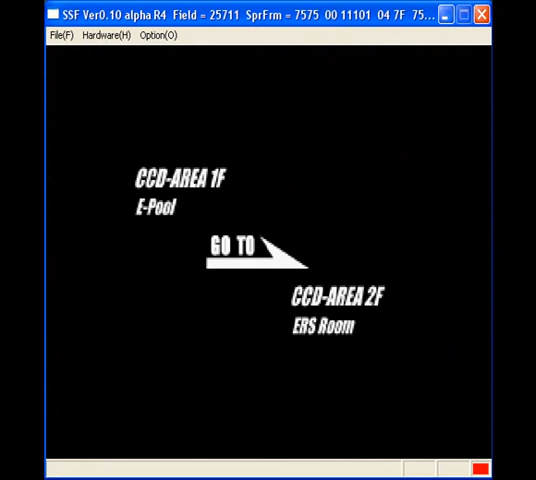 SSF Ver0.10 alpha R4 Field = 25711 SprFrm = 7575 00 11101 04 7F 75...
File(F) Hardware(H) Option(O)
CCD-AREA 1F
E-Pool
GO TO
CCD-AREA 2F
ERS Room